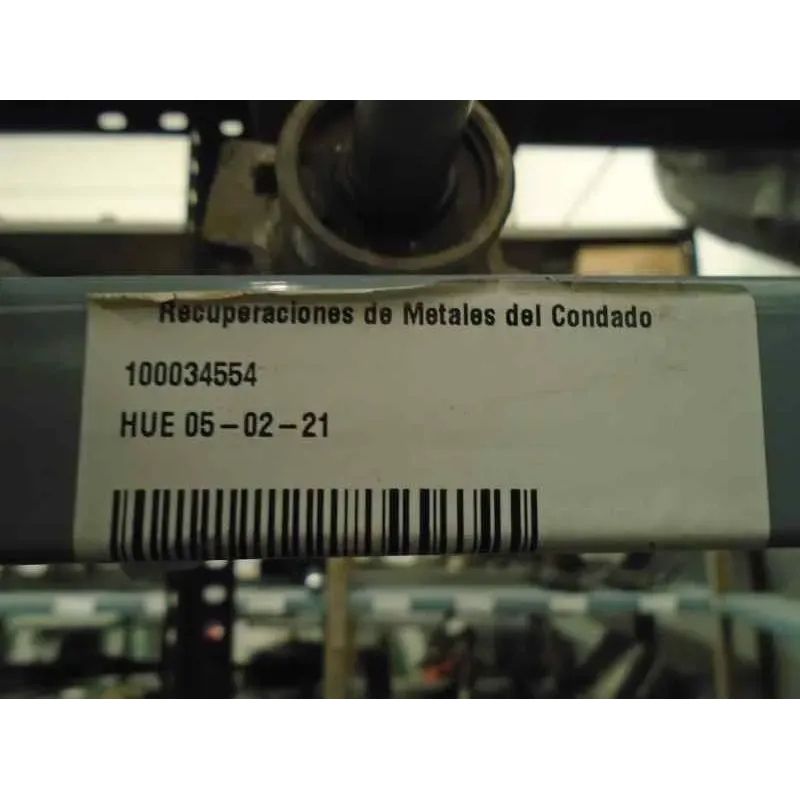 Recuperaciones de Metales del Condado
100034554
HUE 05-02-21